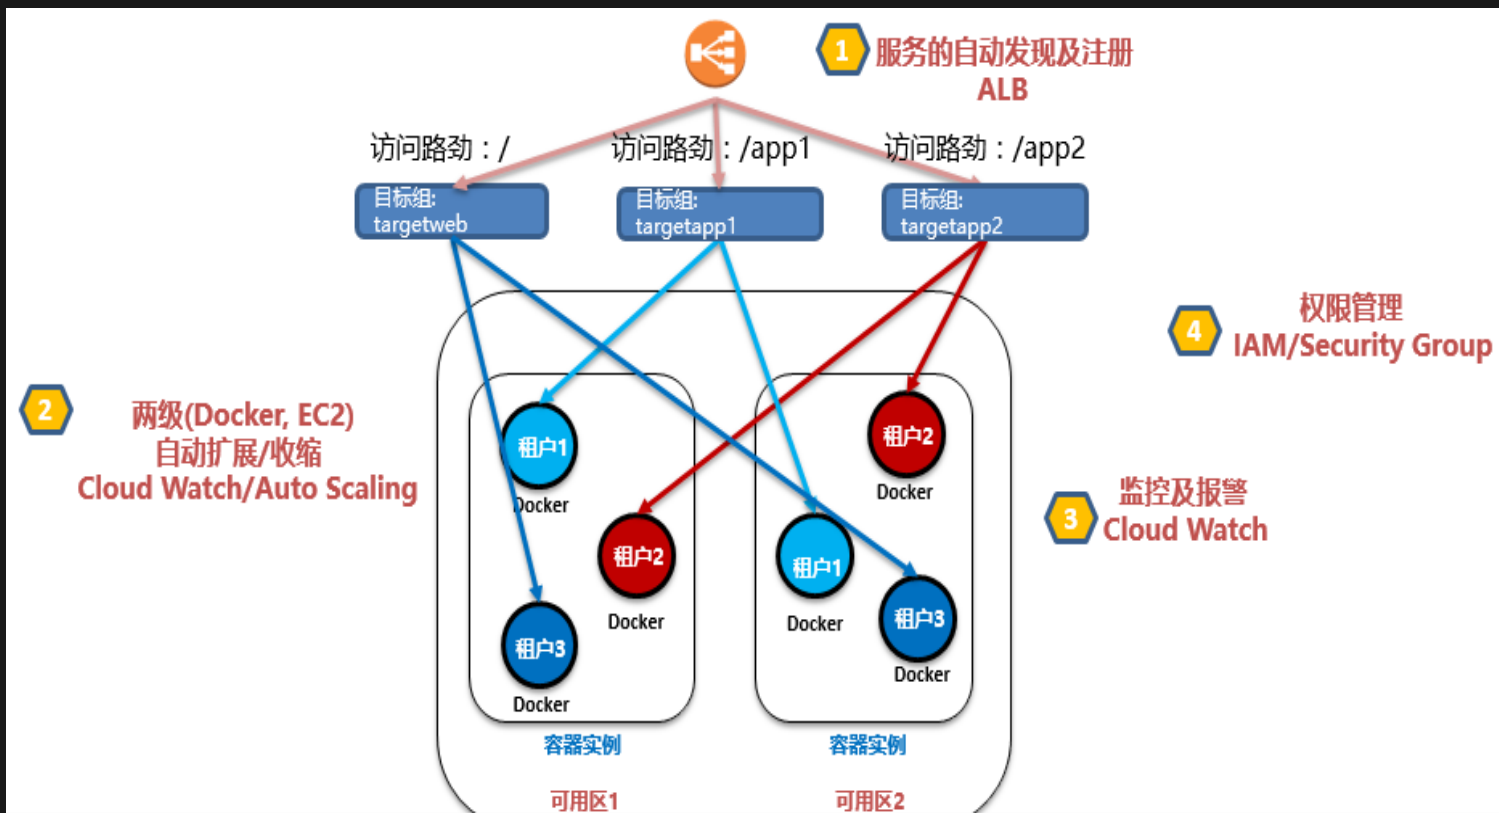 1
服务的自动发现及注册
ALB
访问路劲：/
访问路劲：/app1
访问路劲：/app2
目标组:
targetweb
目标组:
targetapp1
目标组:
targetapp2
4
权限管理
IAM/Security Group
2
两级(Docker, EC2)
自动扩展/收缩
Cloud Watch/Auto Scaling
租户1
Docker
租户2
Docker
租户3
Docker
租户2
Docker
租户1
Docker
租户3
Docker
3
监控及报警
Cloud Watch
容器实例
容器实例
可用区1
可用区2